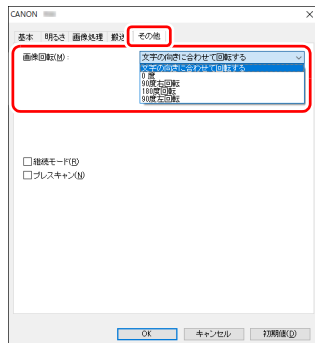 CANON
基本 明るさ 画像処理 搬送 その他
画像回転(M): 文字の向きに合わせて回転する
文字の向きに合わせて回転する
0 度
90度右回転
180度回転
90度左回転
継続モード(R)
プレスキャン(N)
OK キャンセル 初期値(D)